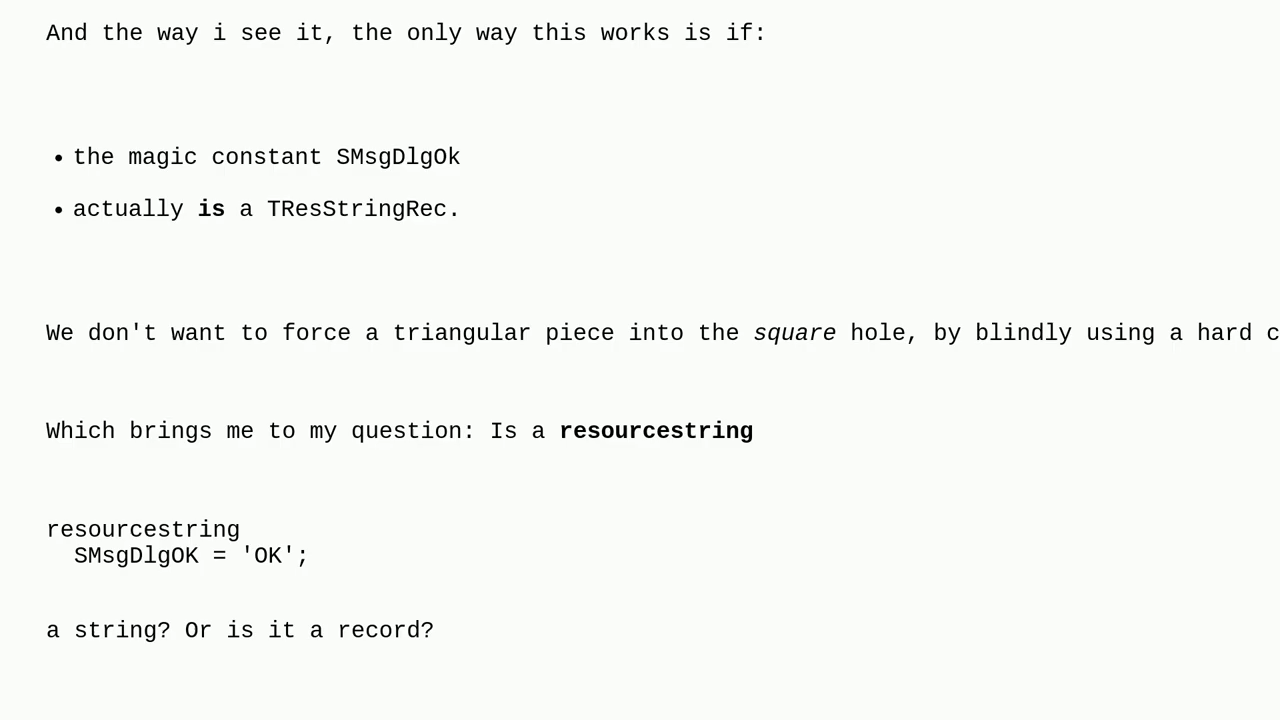 And the way i see it, the only way this works is if:
• the magic constant SMsgDlgOk
• actually is a TResStringRec.
We don't want to force a triangular piece into the square hole, by blindly using a hard c
Which brings me to my question: Is a resourcestring
resourcestring
  SMsgDlgOK = 'OK';
a string? Or is it a record?